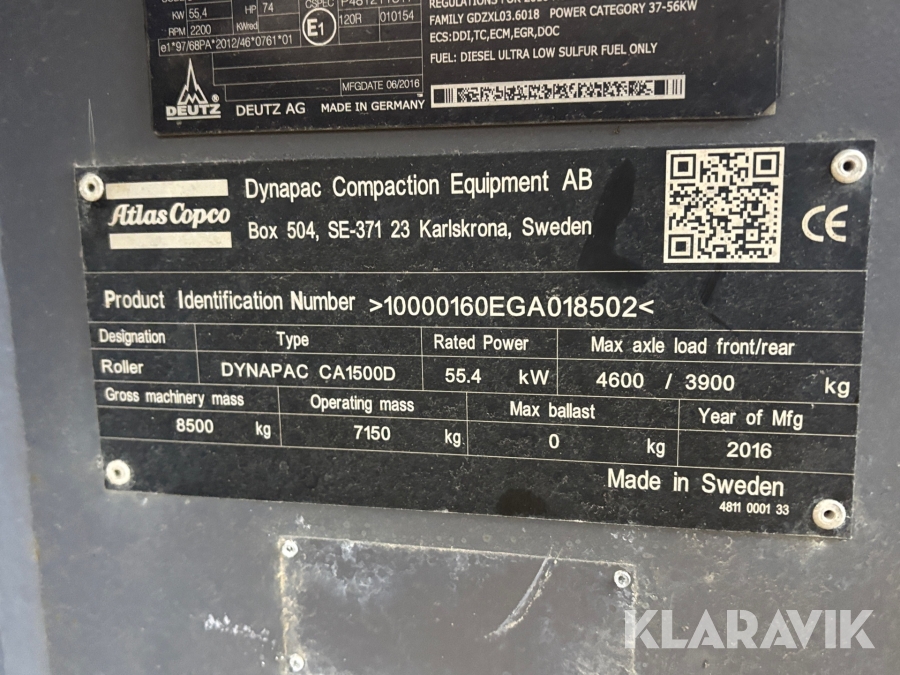 KW 55,4 HP 74 CSPEC
RPM 2200 KWred E1 120R 010154
e1*97/68PA*2012/46*0761*01
MFGDATE 06/2016
DEUTZ
DEUTZ AG MADE IN GERMANY
FAMILY GDZXL03.6018 POWER CATEGORY 37-56KW
ECS:DDI,TC,ECM,EGR,DOC
FUEL: DIESEL ULTRA LOW SULFUR FUEL ONLY
Atlas Copco
Dynapac Compaction Equipment AB
Box 504, SE-371 23 Karlskrona, Sweden
CE
Product Identification Number >10000160EGA018502<
Designation Type Rated Power Max axle load front/rear
Roller DYNAPAC CA1500D 55.4 kW 4600 / 3900 kg
Gross machinery mass Operating mass Max ballast Year of Mfg
8500 kg 7150 kg 0 kg 2016
Made in Sweden
4811 0001 33
KLARAVIK